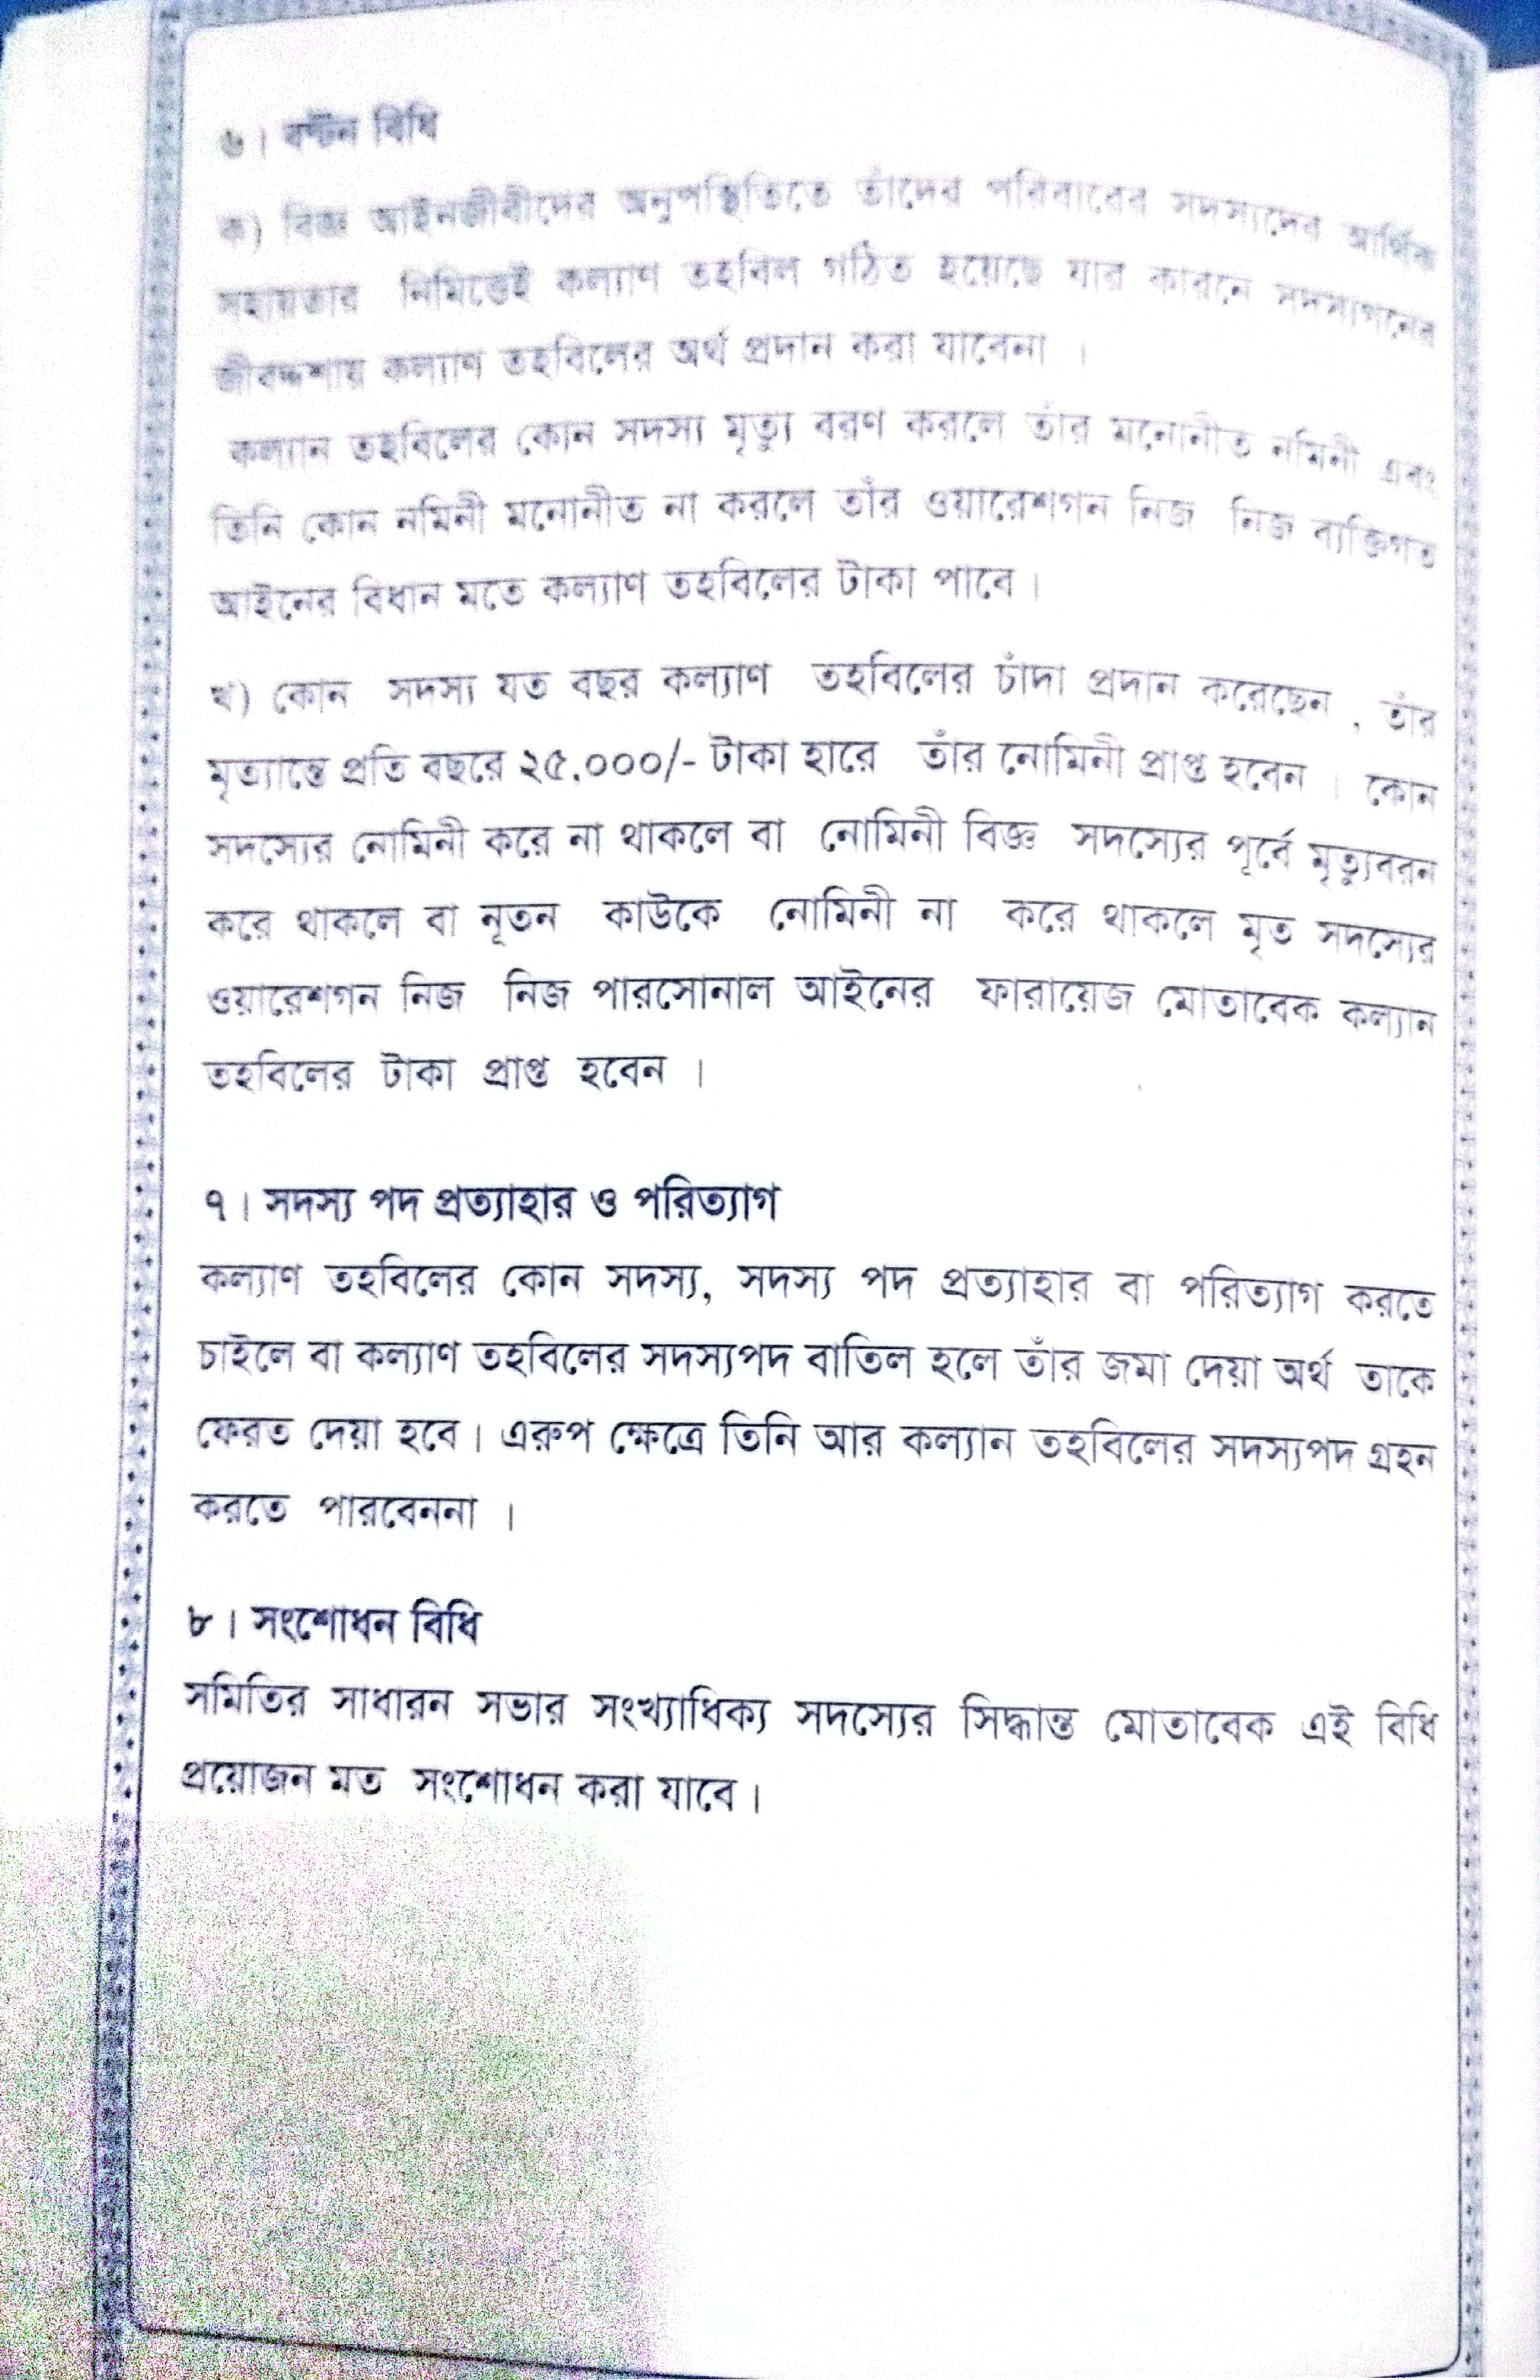 ৬। বণ্টন বিধি
ক) বিজ্ঞ আইনজীবীদের অনুপস্থিতিতে তাঁদের পরিবারের সদস্যদের আর্থিক
সহায়তার নিমিত্তেই কল্যাণ তহবিল গঠিত হয়েছে যার কারনে সদস্যগনের
জীবদ্দশায় কল্যাণ তহবিলের অর্থ প্রদান করা যাবেনা ।
কল্যান তহবিলের কোন সদস্য মৃত্যু বরণ করলে তাঁর মনোনীত নমিনী এবং
তিনি কোন নমিনী মনোনীত না করলে তাঁর ওয়ারেশগন নিজ নিজ ব্যক্তিগত
আইনের বিধান মতে কল্যাণ তহবিলের টাকা পাবে।
খ) কোন সদস্য যত বছর কল্যাণ তহবিলের চাঁদা প্রদান করেছেন , তাঁর
মৃত্যান্তে প্রতি বছরে ২৫,০০০/- টাকা হারে তাঁর নোমিনী প্রাপ্ত হবেন । কোন
সদস্যের নোমিনী করে না থাকলে বা নোমিনী বিজ্ঞ সদস্যের পূর্বে মৃত্যুবরন
করে থাকলে বা নূতন কাউকে নোমিনী না করে থাকলে মৃত সদস্যের
ওয়ারেশগন নিজ নিজ পারসোনাল আইনের ফারায়েজ মোতাবেক কল্যান
তহবিলের টাকা প্রাপ্ত হবেন ।
৭। সদস্য পদ প্রত্যাহার ও পরিত্যাগ
কল্যাণ তহবিলের কোন সদস্য, সদস্য পদ প্রত্যাহার বা পরিত্যাগ করতে
চাইলে বা কল্যাণ তহবিলের সদস্যপদ বাতিল হলে তাঁর জমা দেয়া অর্থ তাকে
ফেরত দেয়া হবে। এরুপ ক্ষেত্রে তিনি আর কল্যান তহবিলের সদস্যপদ গ্রহন
করতে পারবেননা ।
৮। সংশোধন বিধি
সমিতির সাধারন সভার সংখ্যাধিক্য সদস্যের সিদ্ধান্ত মোতাবেক এই বিধি
প্রয়োজন মত সংশোধন করা যাবে।